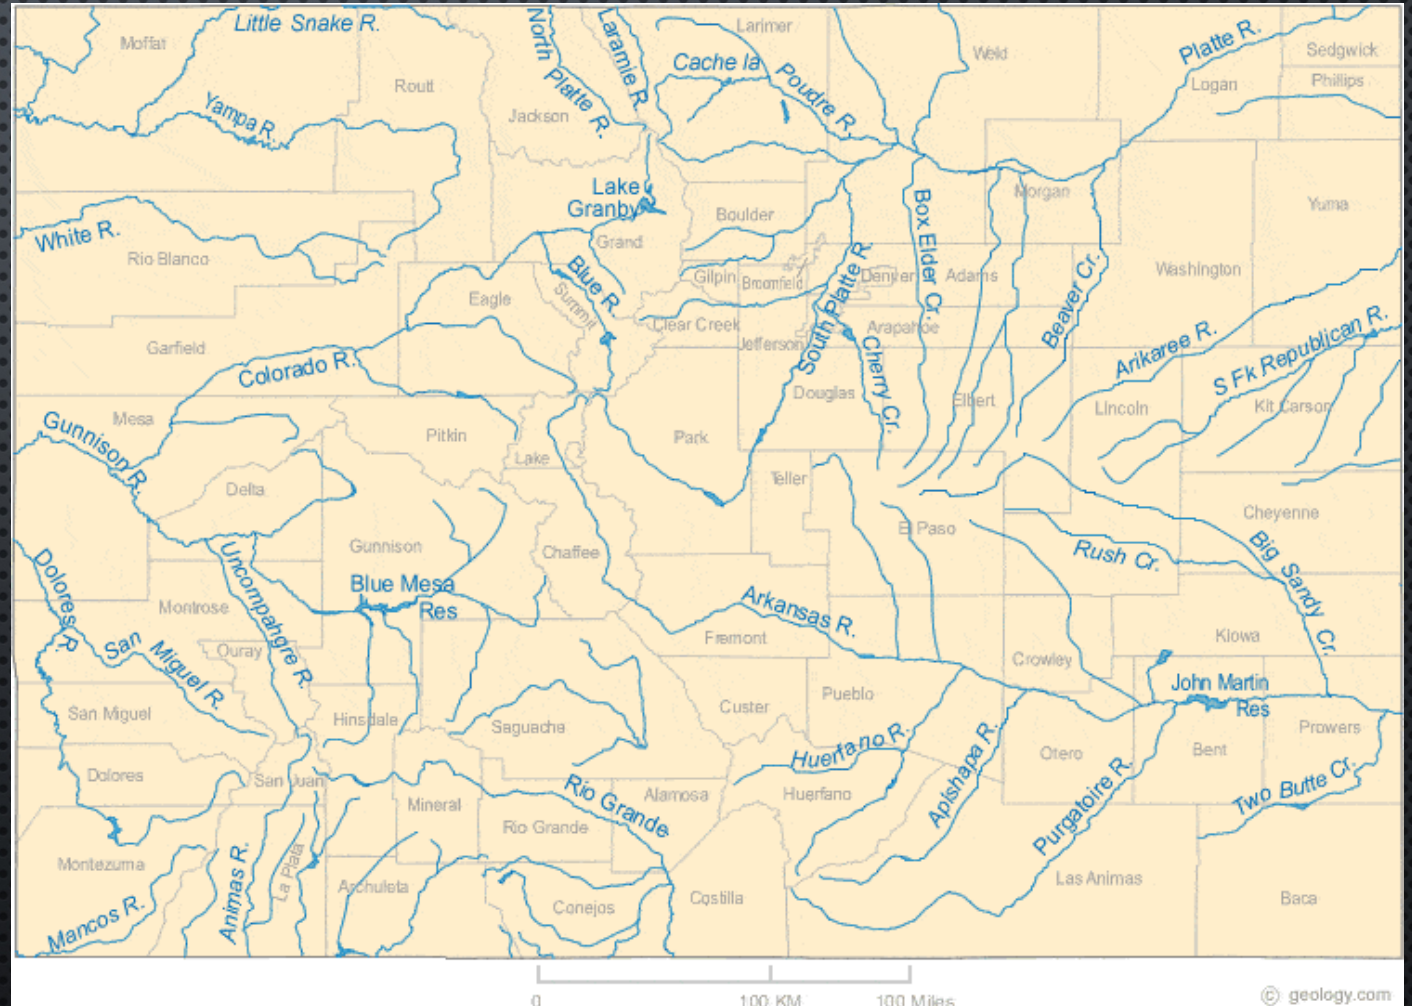 Little Snake R.
Moffat
Routt
North Platte R.
Laramie R.
Larimer
Cache la Poudre R.
Weld
Platte R.
Sedgwick
Phillips
Logan
Jackson
Yampa R.
White R.
Rio Blanco
Lake
Granby
Grand
Boulder
Box Elder Cr.
Morgan
Yuma
Washington
Blue R.
Summit
Eagle
Gilpin
Broomfield
Denver
Adams
Beaver Cr.
Clear Creek
Jefferson
South Platte R.
Arapahoe
Arikaree R.
S Fk Republican R.
Garfield
Colorado R.
Cherry Cr.
Douglas
Elbert
Lincoln
Kit Carson
Mesa
Gunnison R.
Pitkin
Lake
Park
Delta
Teller
El Paso
Cheyenne
Gunnison
Chaffee
Rush Cr.
Big Sandy Cr.
Dolores R.
Uncompahgre R.
Blue Mesa
Res
Montrose
Arkansas R.
Fremont
Kiowa
San Miguel R.
Ouray
Crowley
John Martin
Res
San Miguel
Hinsdale
Saguache
Custer
Pueblo
Huerfano R.
Apishapa R.
Otero
Bent
Prowers
Dolores
San Juan
Mineral
Rio Grande
Alamosa
Huerfano
Purgatoire R.
Two Butte Cr.
Rio Grande
Montezuma
Animas R.
La Plata
Archuleta
Conejos
Costilla
Las Animas
Baca
Mancos R.
0
100 KM
100 Miles
© geology.com